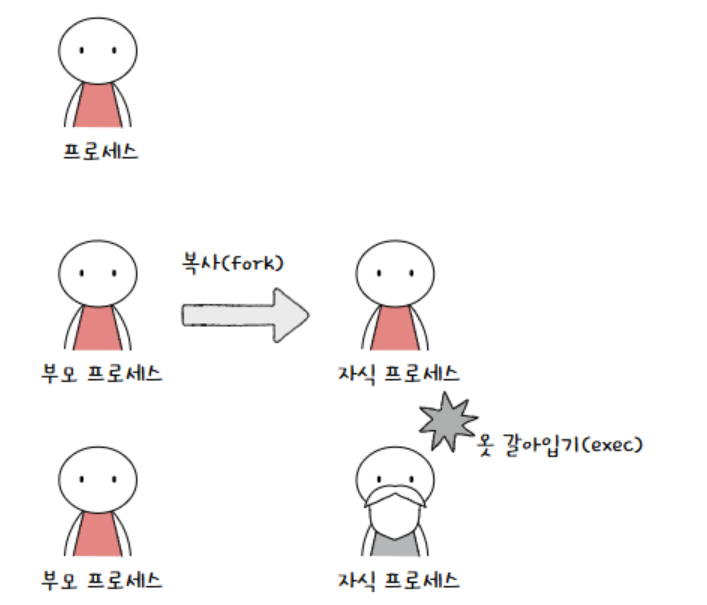 프로세스
복사(fork)
부모 프로세스
자식 프로세스
옷 갈아입기(exec)
부모 프로세스
자식 프로세스